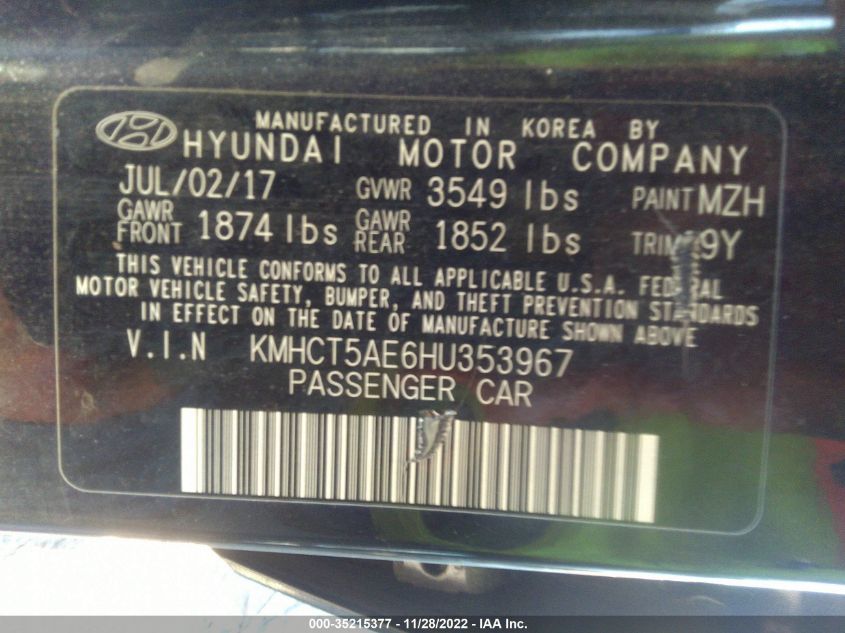 MANUFACTURED IN KOREA BY
HYUNDAI MOTOR COMPANY
JUL/02/17 GVWR 3549 lbs PAINT MZH
GAWR FRONT 1874 lbs GAWR REAR 1852 lbs TRIM 9Y
THIS VEHICLE CONFORMS TO ALL APPLICABLE U.S.A. FEDERAL
MOTOR VEHICLE SAFETY, BUMPER, AND THEFT PREVENTION STANDARDS
IN EFFECT ON THE DATE OF MANUFACTURE SHOWN ABOVE
V.I.N KMHCT5AE6HU353967
PASSENGER CAR
000-35215377 - 11/28/2022 - IAA Inc.